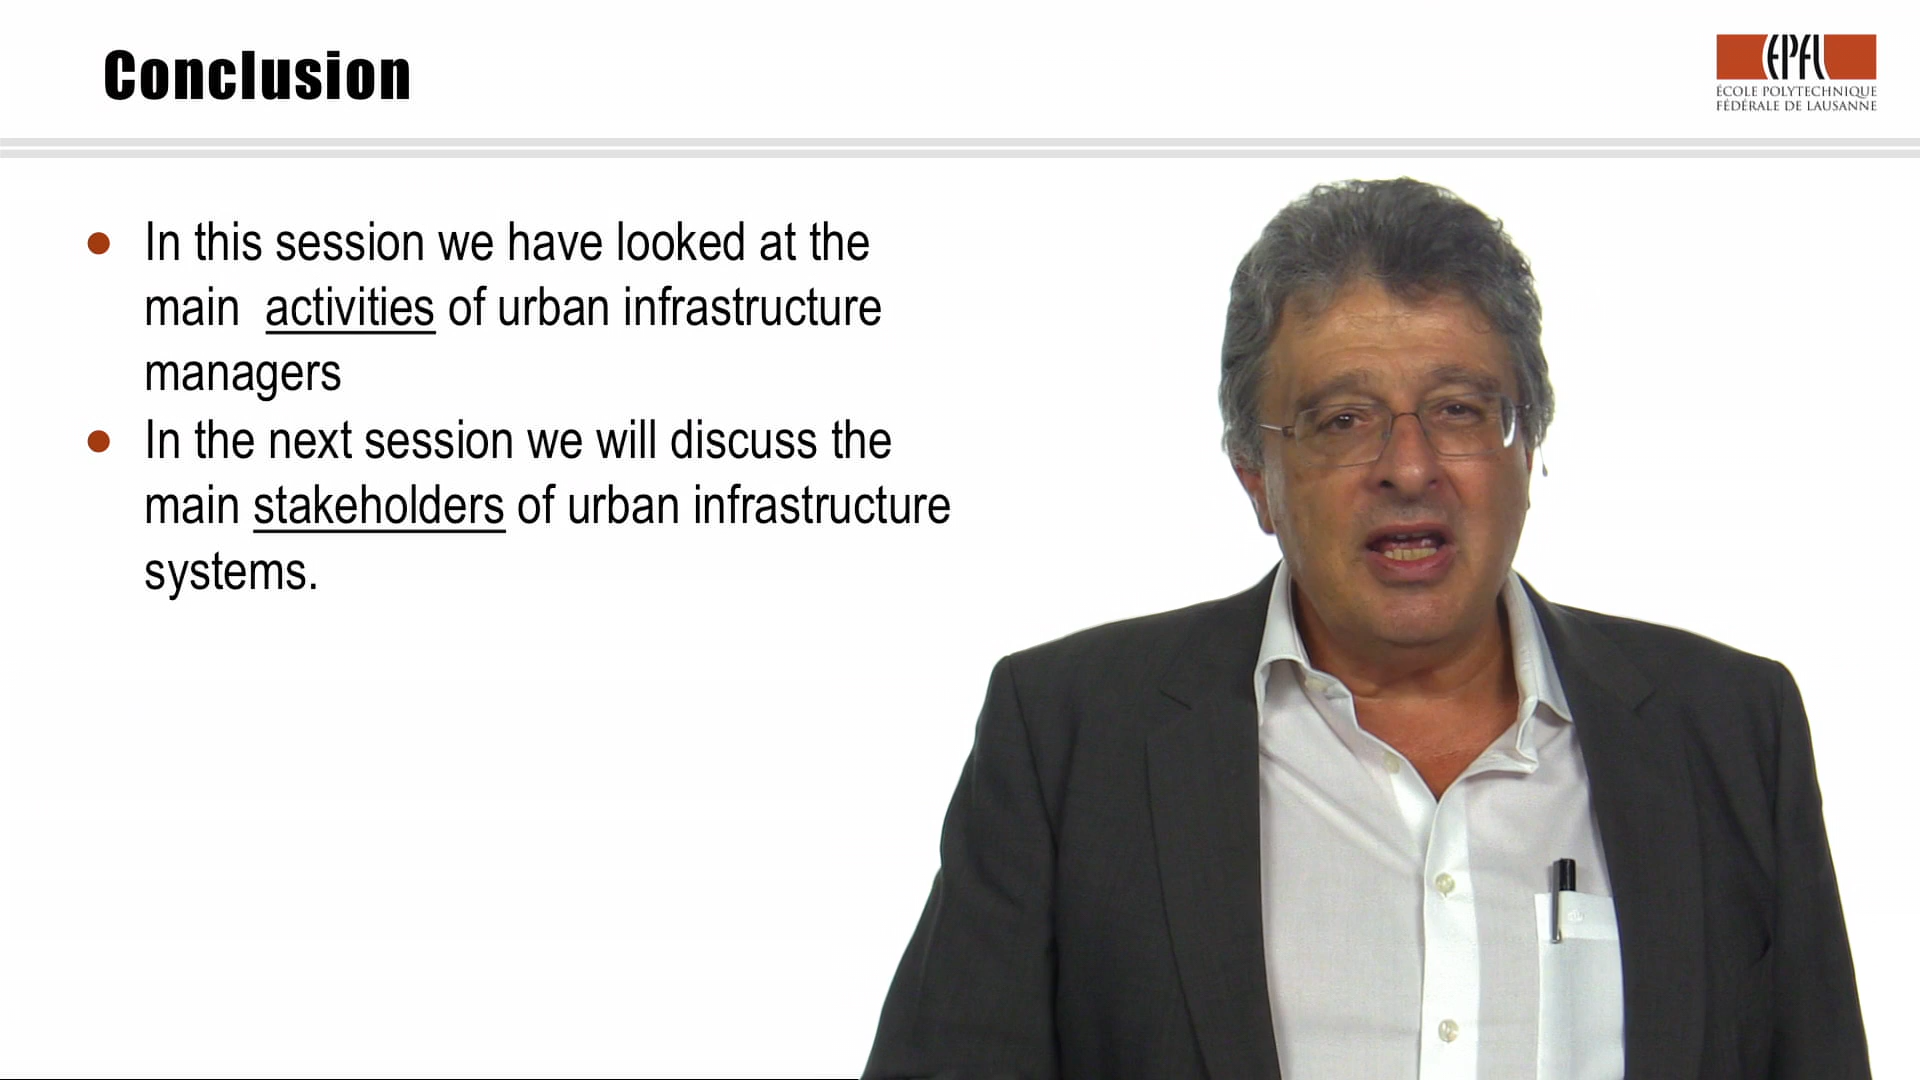 Conclusion
EPFL
ÉCOLE POLYTECHNIQUE
FÉDÉRALE DE LAUSANNE
In this session we have looked at the
main activities of urban infrastructure
managers
In the next session we will discuss the
main stakeholders of urban infrastructure
systems.